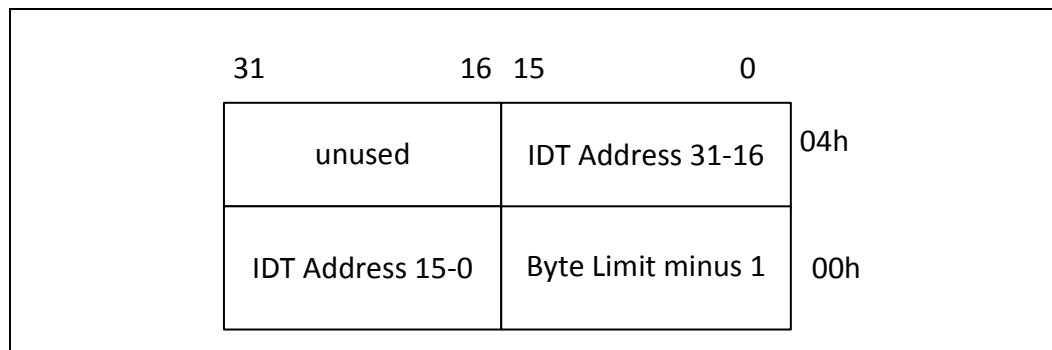 31 16 15 0
unused IDT Address 31-16 04h
IDT Address 15-0 Byte Limit minus 1 00h